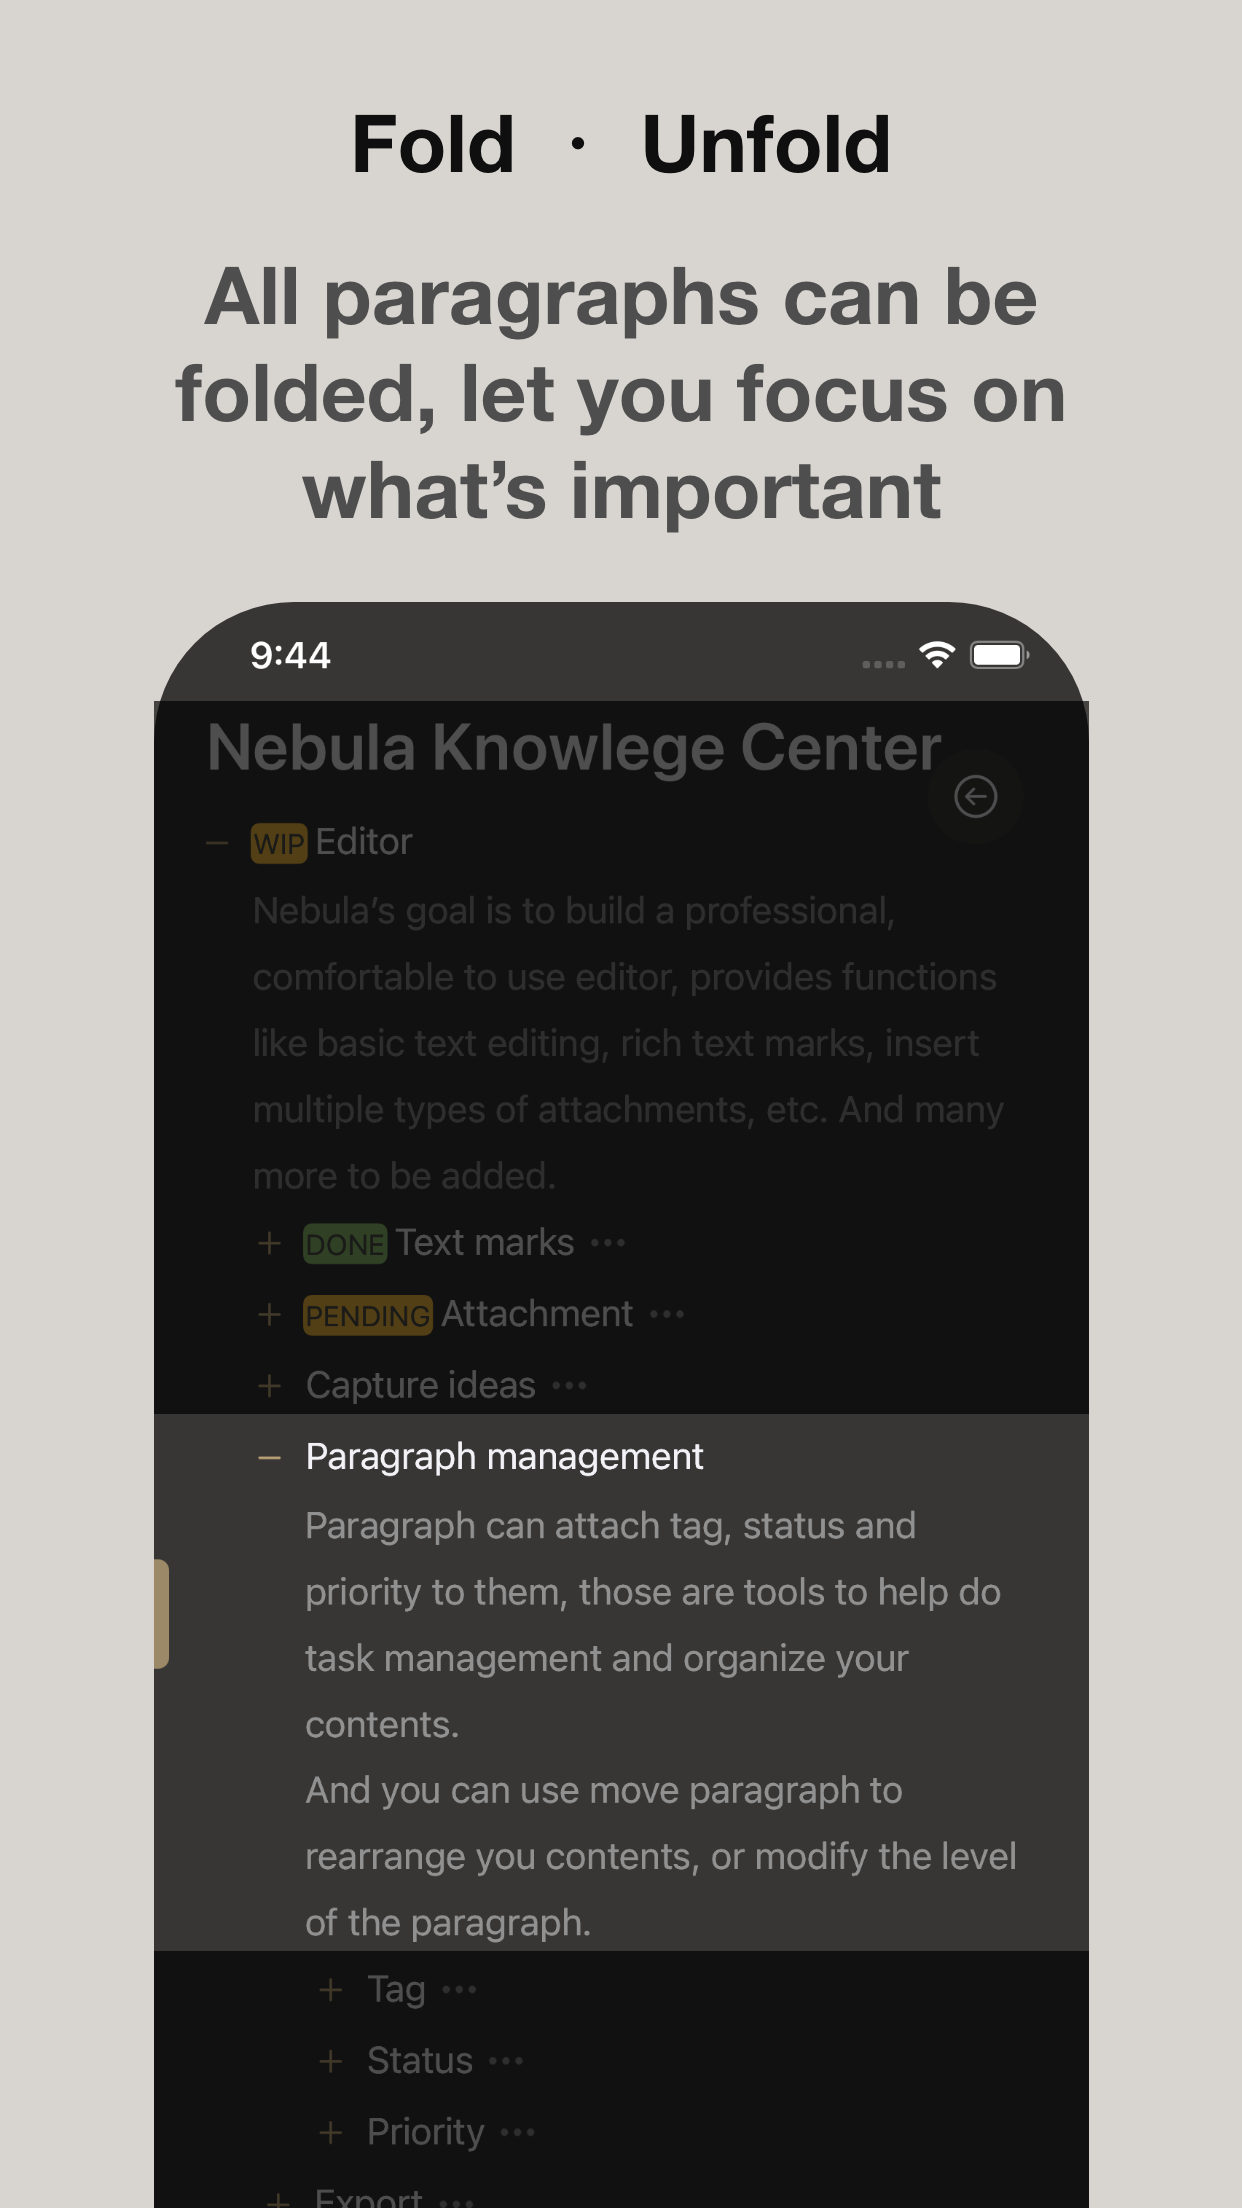 Fold · Unfold
All paragraphs can be
folded, let you focus on
what’s important
9:44
Nebula Knowlege Center
WIP Editor
Nebula’s goal is to build a professional,
comfortable to use editor, provides functions
like basic text editing, rich text marks, insert
multiple types of attachments, etc. And many
more to be added.
DONE Text marks •••
PENDING Attachment •••
Capture ideas •••
Paragraph management
Paragraph can attach tag, status and
priority to them, those are tools to help do
task management and organize your
contents.
And you can use move paragraph to
rearrange you contents, or modify the level
of the paragraph.
Tag •••
Status •••
Priority •••
Export •••